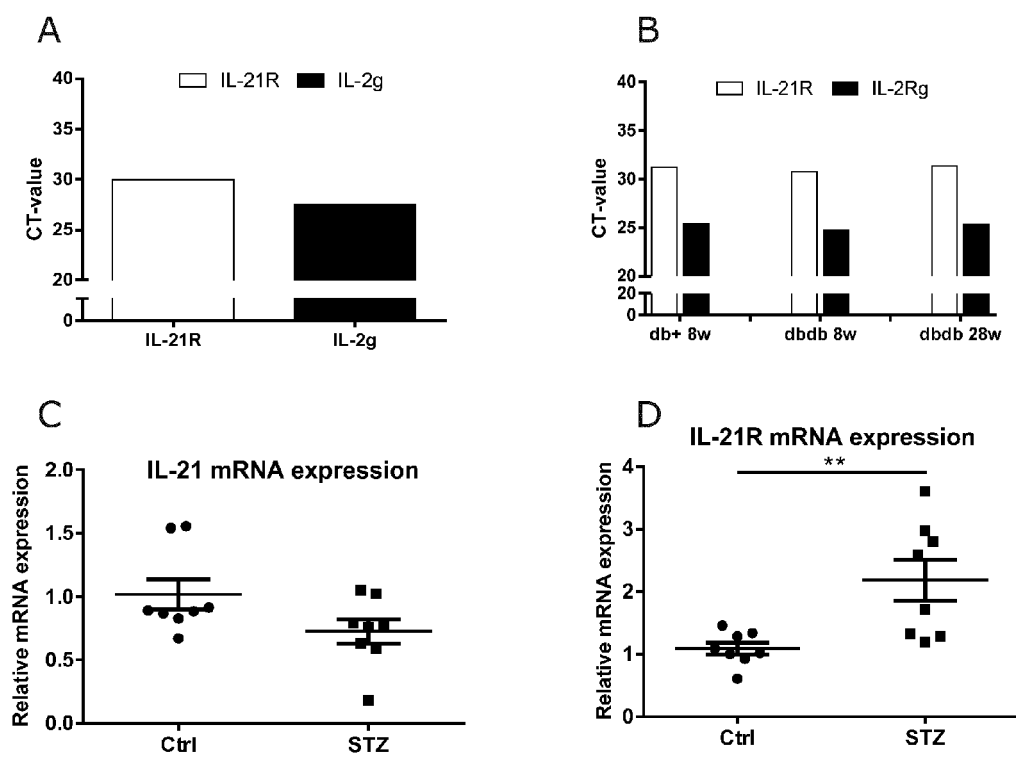 A
IL-21R IL-2g
CT-value
40
35
30
25
20
0
IL-21R IL-2g
B
IL-21R IL-2Rg
CT-value
40
35
30
25
20
20
0
db+ 8w dbdb 8w dbdb 28w
C
IL-21 mRNA expression
Relative mRNA expression
2.0
1.5
1.0
0.5
0.0
Ctrl STZ
D
IL-21R mRNA expression
**
Relative mRNA expression
4
3
2
1
0
Ctrl STZ